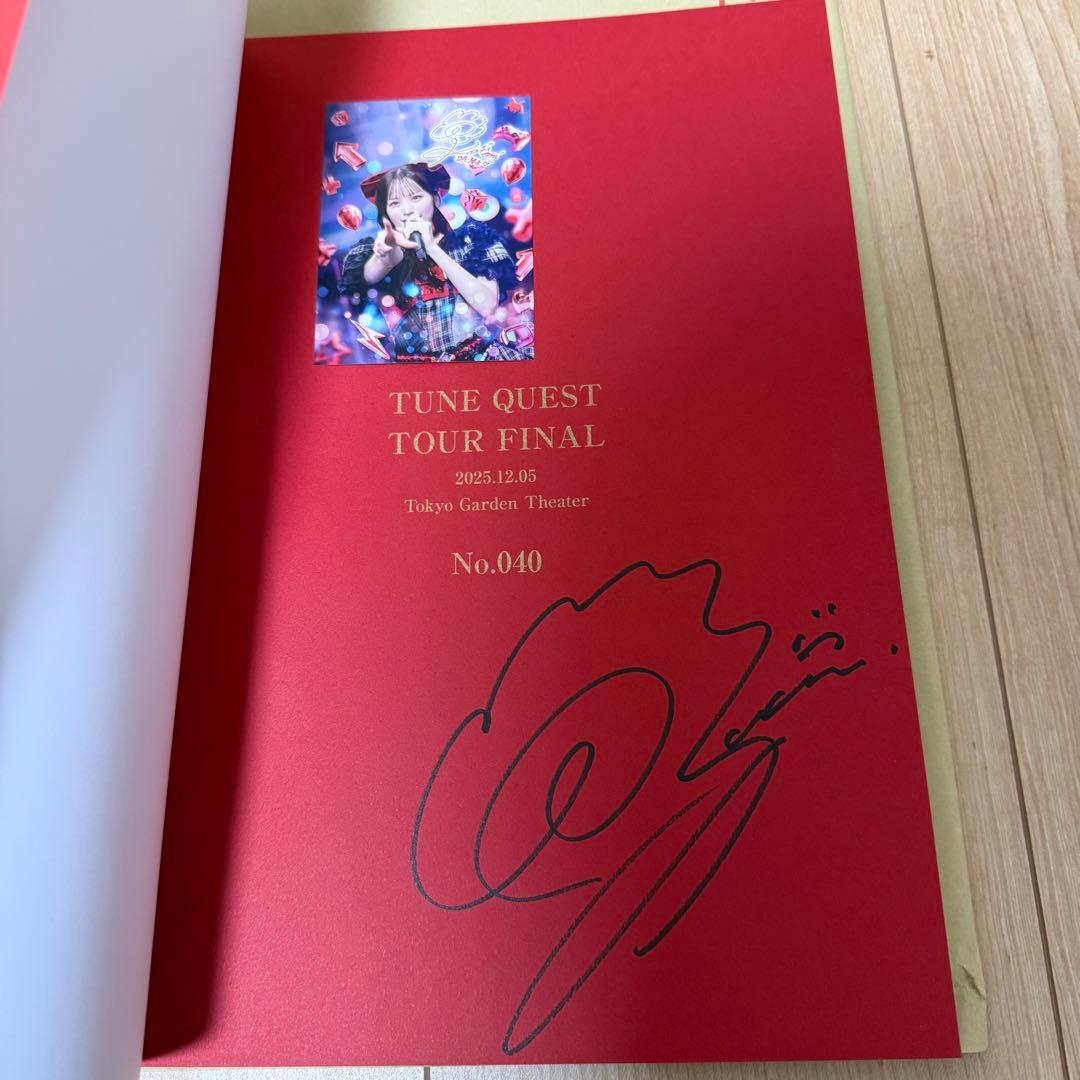 TUNE QUEST
TOUR FINAL
2025.12.05
Tokyo Garden Theater
No.040